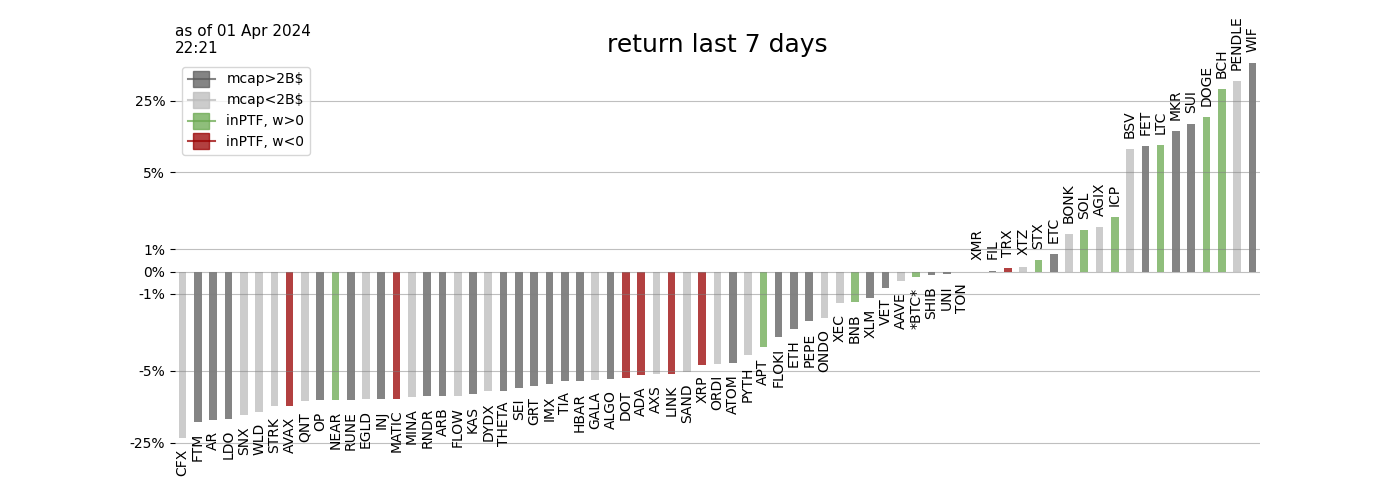 as of 01 Apr 2024
22:21
return last 7 days
mcap>2B$
mcap<2B$
inPTF, w>0
inPTF, w<0
25%
5%
1%
0%
-1%
-5%
-25%
CFX
FTM
AR
LDO
SNX
WLD
STRK
AVAX
QNT
OP
NEAR
RUNE
EGLD
INJ
MATIC
MINA
RNDR
ARB
FLOW
KAS
DYDX
THETA
SEI
GRT
IMX
TIA
HBAR
GALA
ALGO
DOT
ADA
AXS
LINK
SAND
XRP
ORDI
ATOM
PYTH
APT
FLOKI
ETH
PEPE
ONDO
XEC
BNB
XLM
VET
AAVE
*BTC*
SHIB
UNI
TON
XMR
FIL
TRX
XTZ
STX
ETC
BONK
SOL
AGIX
ICP
BSV
FET
LTC
MKR
SUI
DOGE
BCH
PENDLE
WIF